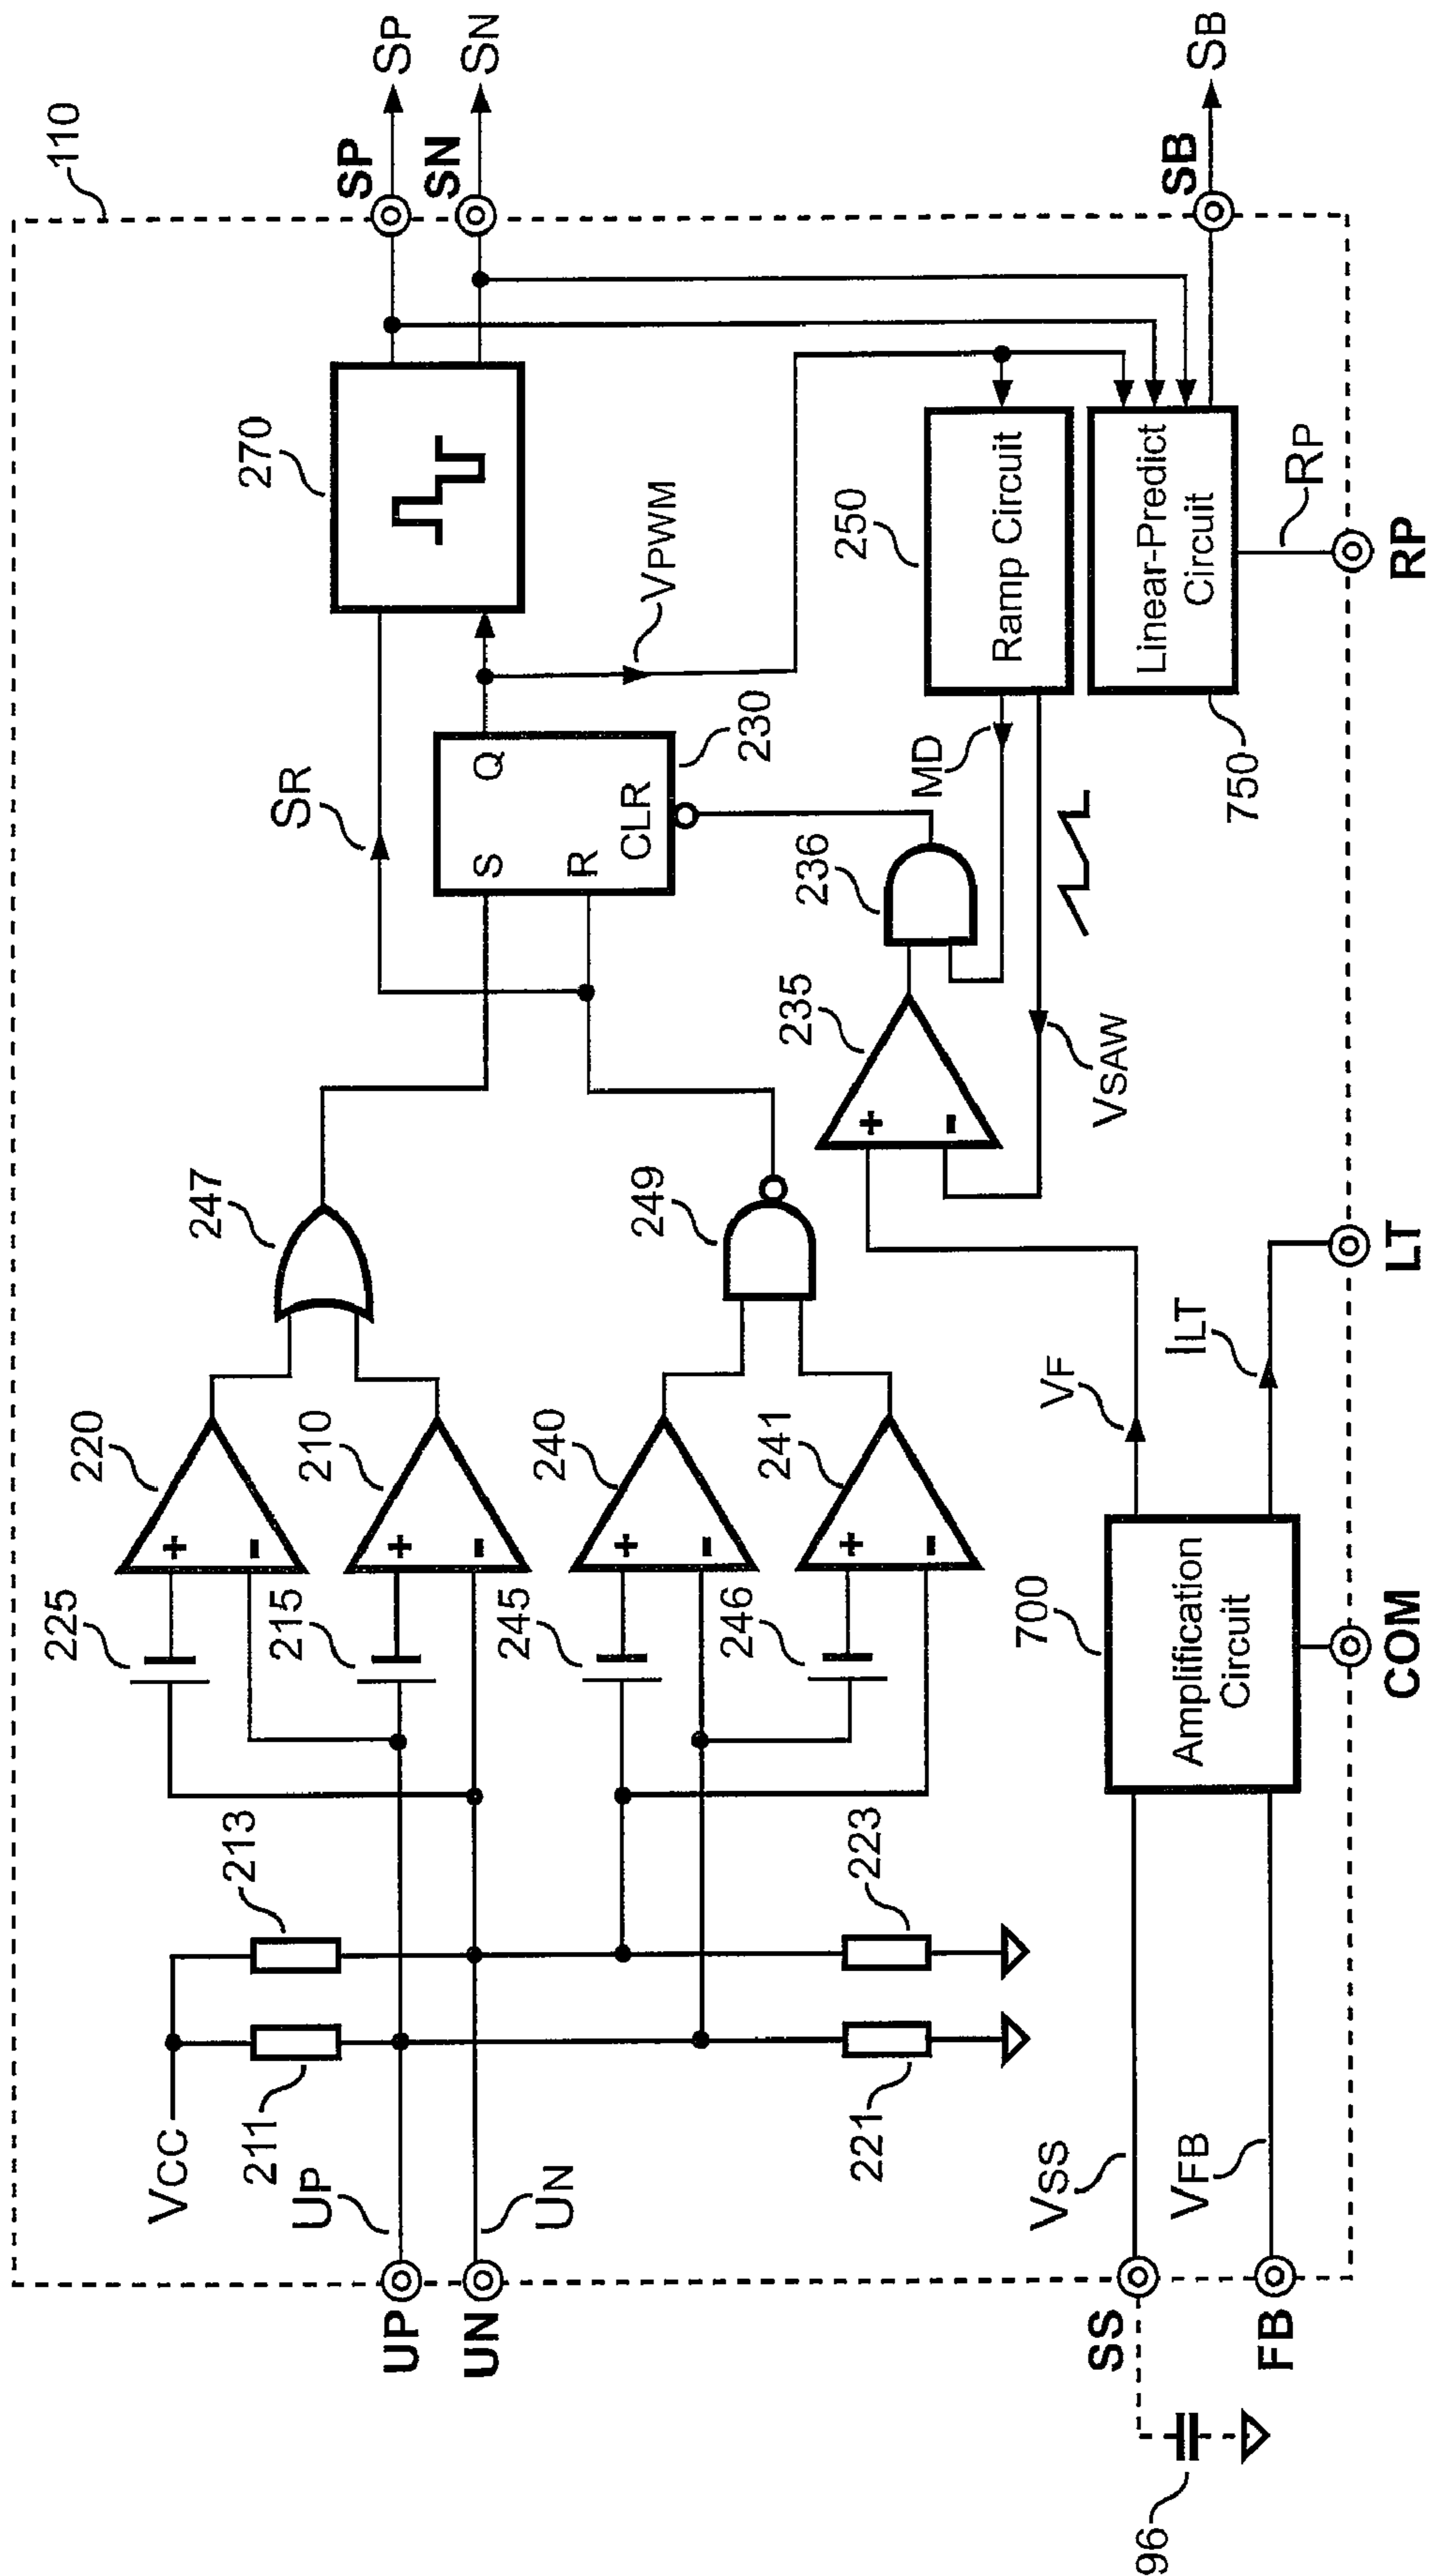 110
VCC
211
213
UP
UP
UN
UN
221
223
225
215
245
246
+
-
220
+
-
210
+
-
240
+
-
241
247
249
SR
S
R
CLR
Q
230
VPWM
270
SP
SP
SN
SN
+
-
235
236
MD
VSAW
250
Ramp Circuit
Linear-Predict
Circuit
750
RP
RP
SB
SB
SS
VSS
FB
VFB
96
700
Amplification
Circuit
COM
VF
ILT
LT